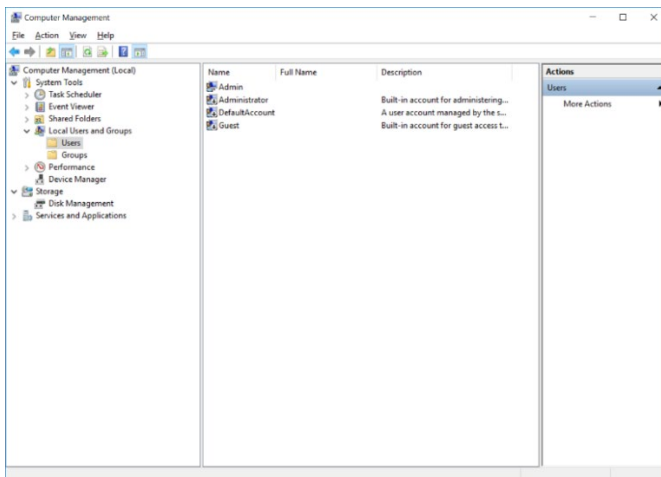 Computer Management
File Action View Help
Computer Management (Local)
System Tools
Task Scheduler
Event Viewer
Shared Folders
Local Users and Groups
Users
Groups
Performance
Device Manager
Storage
Disk Management
Services and Applications
Name Full Name Description
Admin
Administrator Built-in account for administering...
DefaultAccount A user account managed by the s...
Guest Built-in account for guest access t...
Actions
Users
More Actions